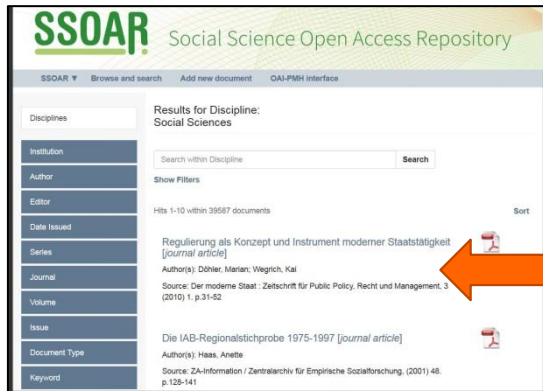 SSOAR Social Science Open Access Repository
SSOAR ▼ Browse and search Add new document OAI-PMH interface
Disciplines
Institution
Author
Editor
Date Issued
Series
Journal
Volume
Issue
Document Type
Keyword
Results for Discipline:
Social Sciences
Search within Discipline Search
Show Filters
Hits 1-10 within 39587 documents Sort
Regulierung als Konzept und Instrument moderner Staatstätigkeit
[journal article]
Author(s): Döhler, Marian; Wegrich, Kai
Source: Der moderne Staat : Zeitschrift für Public Policy, Recht und Management, 3
(2010) 1. p.31-52
Die IAB-Regionalstichprobe 1975-1997 [journal article]
Author(s): Haas, Anette
Source: ZA-Information / Zentralarchiv für Empirische Sozialforschung, (2001) 48.
p.128-141